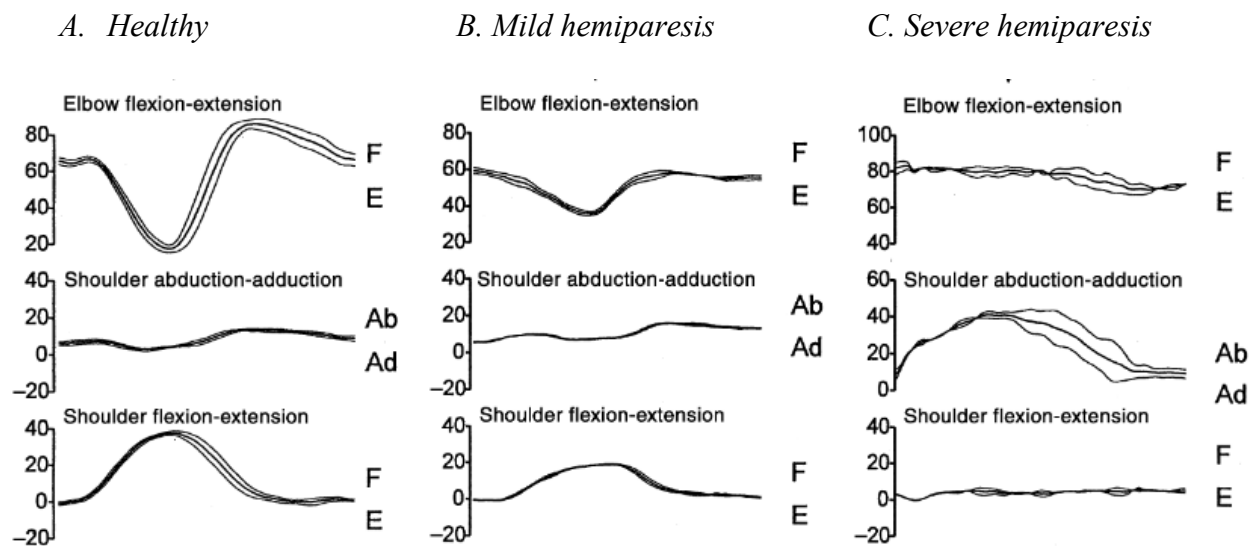 A. Healthy
Elbow flexion-extension
80
60
40
20
F
E
Shoulder abduction-adduction
40
20
0
–20
Ab
Ad
Shoulder flexion-extension
40
20
0
–20
F
E
B. Mild hemiparesis
Elbow flexion-extension
80
60
40
20
F
E
Shoulder abduction-adduction
40
20
0
–20
Ab
Ad
Shoulder flexion-extension
40
20
0
–20
F
E
C. Severe hemiparesis
Elbow flexion-extension
100
80
60
40
F
E
Shoulder abduction-adduction
60
40
20
0
Ab
Ad
Shoulder flexion-extension
40
20
0
–20
F
E